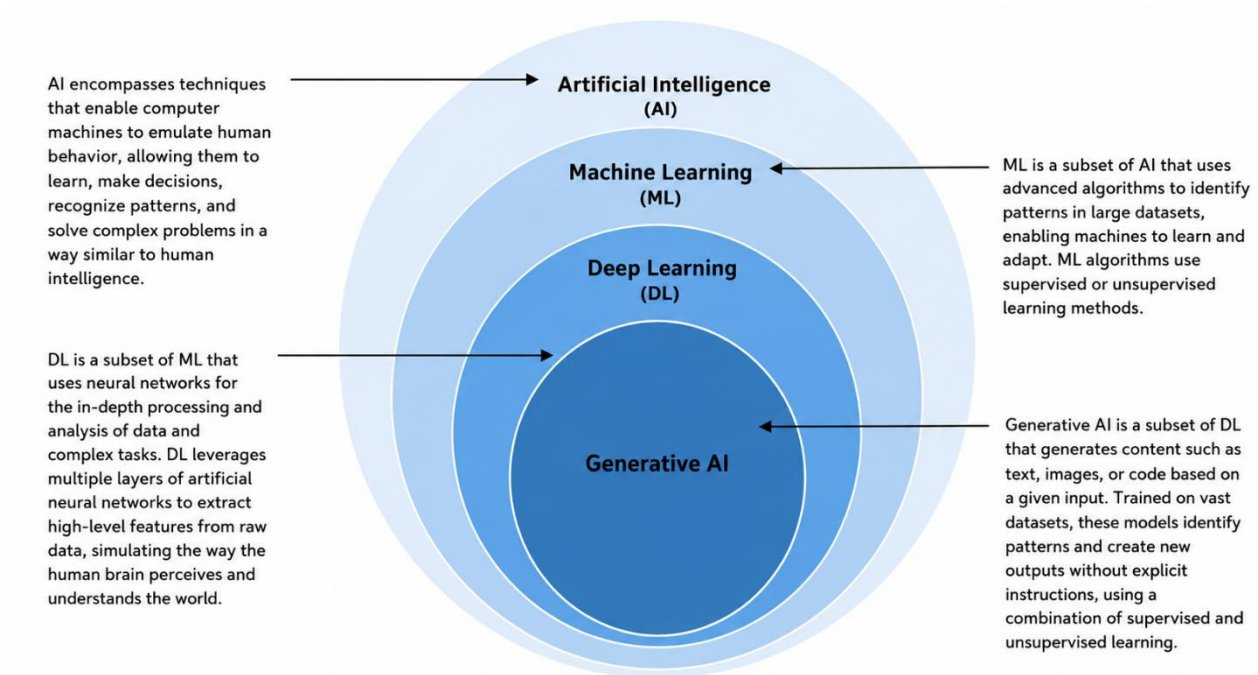 AI encompasses techniques
that enable computer
machines to emulate human
behavior, allowing them to
learn, make decisions,
recognize patterns, and
solve complex problems in a
way similar to human
intelligence.
DL is a subset of ML that
uses neural networks for
the in-depth processing and
analysis of data and
complex tasks. DL leverages
multiple layers of artificial
neural networks to extract
high-level features from raw
data, simulating the way the
human brain perceives and
understands the world.
Artificial Intelligence
(AI)
Machine Learning
(ML)
Deep Learning
(DL)
Generative AI
ML is a subset of AI that uses
advanced algorithms to identify
patterns in large datasets,
enabling machines to learn and
adapt. ML algorithms use
supervised or unsupervised
learning methods.
Generative AI is a subset of DL
that generates content such as
text, images, or code based on
a given input. Trained on vast
datasets, these models identify
patterns and create new
outputs without explicit
instructions, using a
combination of supervised and
unsupervised learning.